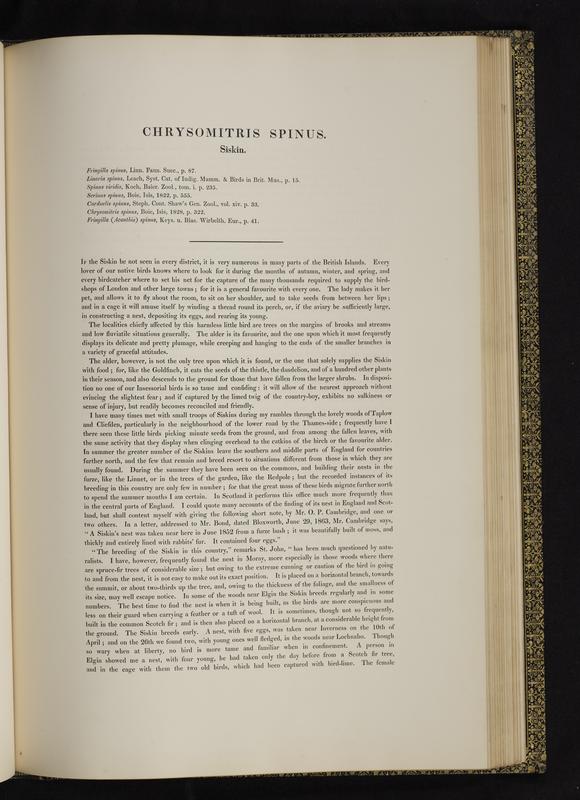 CHRYSOMITRIS SPINUS.
Siskin.
Fringilla spinus, Linn. Faun. Suec., p. 87.
Linaria spinus, Leach, Syst. Cat. of Indig. Mamm. & Birds in Brit. Mus., p. 15.
Spinus viridis, Koch, Baier. Zool., tom. i. p. 235.
Serinus spinus, Boie, Isis, 1822, p. 555.
Carduelis spinus, Steph. Cont. Shaw's Gen. Zool., vol. xiv. p. 33.
Chrysomitris spinus, Boie, Isis, 1828, p. 322.
Fringilla (Acanthis) spinus, Keys. u. Blas. Wirbelth. Eur., p. 41.
If the Siskin be not seen in every district, it is very numerous in many parts of the British Islands. Every
lover of our native birds knows where to look for it during the months of autumn, winter, and spring, and
every birdcatcher where to set his net for the capture of the many thousands required to supply the bird-
shops of London and other large towns; for it is a general favourite with every one. The lady makes it her
pet, and allows it to fly about the room, to sit on her shoulder, and to take seeds from between her lips;
and in a cage it will amuse itself by winding a thread round its perch, or, if the aviary be sufficiently large,
in constructing a nest, depositing its eggs, and rearing its young.
The localities chiefly affected by this harmless little bird are trees on the margins of brooks and streams
and low fluviatile situations generally. The alder is its favourite, and the one upon which it most frequently
displays its delicate and pretty plumage, while creeping and hanging to the ends of the smaller branches in
a variety of graceful attitudes.
The alder, however, is not the only tree upon which it is found, or the one that solely supplies the Siskin
with food; for, like the Goldfinch, it eats the seeds of the thistle, the dandelion, and of a hundred other plants
in their season, and also descends to the ground for those that have fallen from the larger shrubs. In disposi-
tion no one of our Insessorial birds is so tame and confiding: it will allow of the nearest approach without
evincing the slightest fear; and if captured by the limed twig of the country-boy, exhibits no sulkiness or
sense of injury, but readily becomes reconciled and friendly.
I have many times met with small troops of Siskins during my rambles through the lovely woods of Taplow
and Cliefden, particularly in the neighbourhood of the lower road by the Thames-side; frequently have I
there seen these little birds picking minute seeds from the ground, and from among the fallen leaves, with
the same activity that they display when clinging overhead to the catkins of the birch or the favourite alder.
In summer the greater number of the Siskins leave the southern and middle parts of England for countries
further north, and the few that remain and breed resort to situations different from those in which they are
usually found. During the summer they have been seen on the commons, and building their nests in the
furze, like the Linnet, or in the trees of the garden, like the Redpole; but the recorded instances of its
breeding in this country are only few in number; for that the great mass of these birds migrate further north
to spend the summer months I am certain. In Scotland it performs this office much more frequently than
in the central parts of England. I could quote many accounts of the finding of its nest in England and Scot-
land, but shall content myself with giving the following short note, by Mr. O. P. Cambridge, and one or
two others. In a letter, addressed to Mr. Bond, dated Bloxworth, June 29, 1863, Mr. Cambridge says,
"A Siskin's nest was taken near here in June 1852 from a furze bush; it was beautifully built of moss, and
thickly and entirely lined with rabbits' fur. It contained four eggs."
"The breeding of the Siskin in this country," remarks St. John, "has been much questioned by natu-
ralists. I have, however, frequently found the nest in Moray, more especially in those woods where there
are spruce-fir trees of considerable size; but owing to the extreme cunning or caution of the bird in going
to and from the nest, it is not easy to make out its exact position. It is placed on a horizontal branch, towards
the summit, or about two-thirds up the tree, and, owing to the thickness of the foliage, and the smallness of
its size, may well escape notice. In some of the woods near Elgin the Siskin breeds regularly and in some
numbers. The best time to find the nest is when it is being built, as the birds are more conspicuous and
less on their guard when carrying a feather or a tuft of wool. It is sometimes, though not so frequently,
built in the common Scotch fir; and is then also placed on a horizontal branch, at a considerable height from
the ground. The Siskin breeds early. A nest, with five eggs, was taken near Inverness on the 10th of
April; and on the 20th we found two, with young ones well fledged, in the woods near Lochnabo. Though
so wary when at liberty, no bird is more tame and familiar when in confinement. A person in
Elgin showed me a nest, with four young, he had taken only the day before from a Scotch fir tree,
and in the cage with them the two old birds, which had been captured with bird-lime. The female